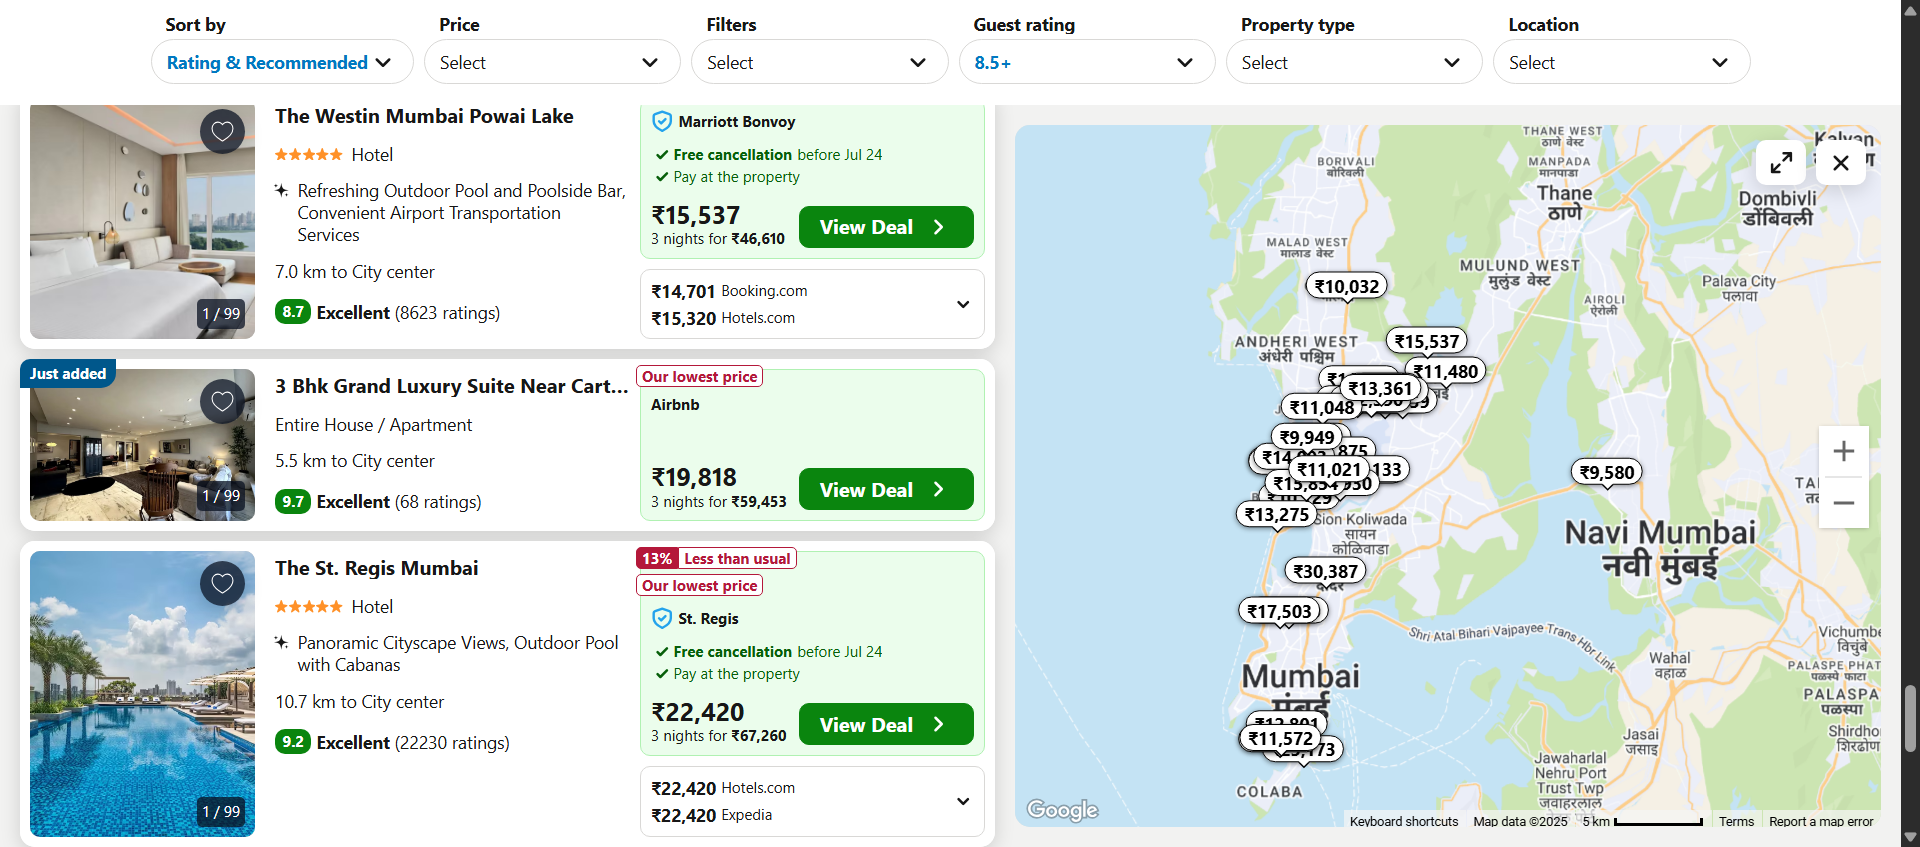 Sort by
Rating & Recommended
Price
Select
Filters
Select
Guest rating
8.5+
Property type
Select
Location
Select
The Westin Mumbai Powai Lake
Hotel
Refreshing Outdoor Pool and Poolside Bar,
Convenient Airport Transportation
Services
7.0 km to City center
8.7 Excellent (8623 ratings)
1 / 99
Marriott Bonvoy
Free cancellation before Jul 24
Pay at the property
₹15,537
3 nights for ₹46,610
View Deal
₹14,701 Booking.com
₹15,320 Hotels.com
Just added
1 / 99
3 Bhk Grand Luxury Suite Near Cart...
Entire House / Apartment
5.5 km to City center
9.7 Excellent (68 ratings)
Our lowest price
Airbnb
₹19,818
3 nights for ₹59,453
View Deal
1 / 99
The St. Regis Mumbai
Hotel
Panoramic Cityscape Views, Outdoor Pool
with Cabanas
10.7 km to City center
9.2 Excellent (22230 ratings)
13% Less than usual
Our lowest price
St. Regis
Free cancellation before Jul 24
Pay at the property
₹22,420
3 nights for ₹67,260
View Deal
₹22,420 Hotels.com
₹22,420 Expedia
THANE WEST
ठाणे वेस्ट
Kalyan
BORIVALI
बोरिवली
MANPADA
मानपाडा
Thane
ठाणे
Dombivli
डोंबिवली
MALAD WEST
मालाड वेस्ट
MULUND WEST
मुलुंड वेस्ट
Palava City
पलावा
AIROLI
ऐरोली
₹10,032
ANDHERI WEST
अंधेरी पश्चिम
₹15,537
₹11,480
₹13,361
₹11,048
₹9,949
875
₹11,021
133
₹9,580
₹13,275
Sion Koliwada
सायन
कोळिवाडा
Navi Mumbai
नवी मुंबई
₹30,387
₹17,503
Shri Atal Bihari Vajpayee Trans Hbr Link
Vichumbe
विचुंबे
Wahal
वहाळ
PALASPE PHAT
पळस्पे फाटा
PALASPA
पळस्पा
Mumbai
मुंबई
₹12,801
₹11,572
Jasai
जसाई
Shirdho
शिरढोण
Jawaharlal
Nehru Port
Trust Twp
जवाहरलाल
COLABA
Google
Keyboard shortcuts
Map data ©2025
5 km
Terms
Report a map error